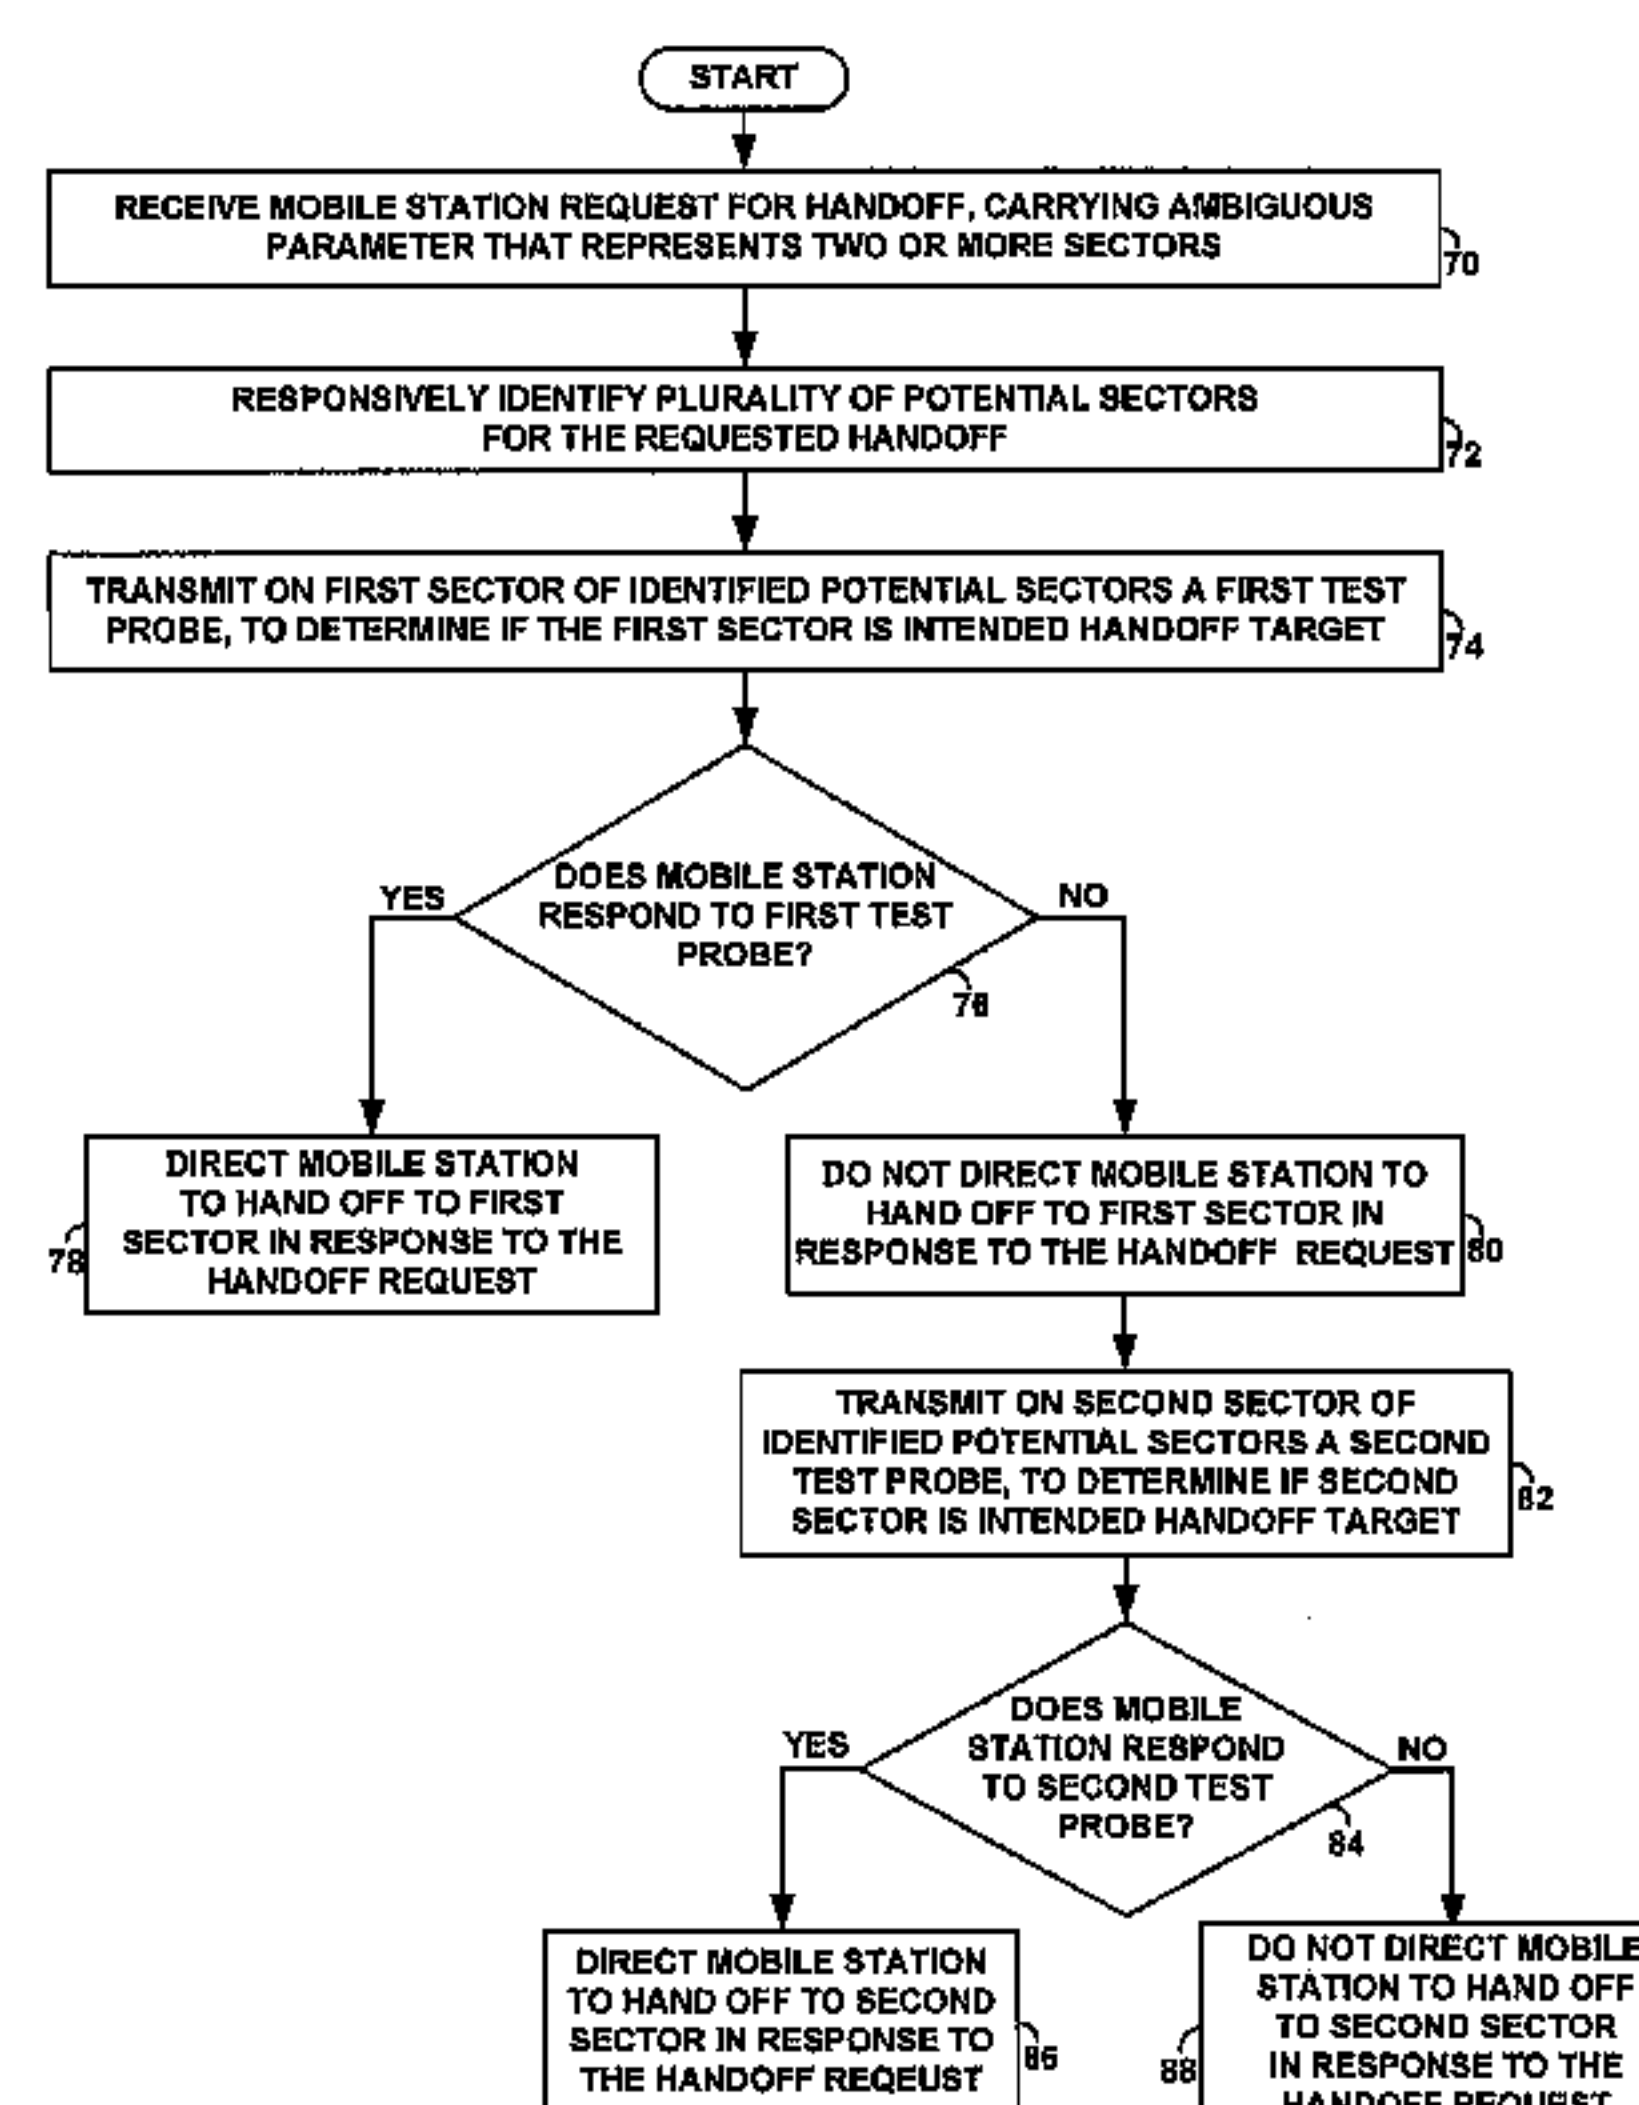 START
RECEIVE MOBILE STATION REQUEST FOR HANDOFF, CARRYING AMBIGUOUS
PARAMETER THAT REPRESENTS TWO OR MORE SECTORS
70
RESPONSIVELY IDENTIFY PLURALITY OF POTENTIAL SECTORS
FOR THE REQUESTED HANDOFF
72
TRANSMIT ON FIRST SECTOR OF IDENTIFIED POTENTIAL SECTORS A FIRST TEST
PROBE, TO DETERMINE IF THE FIRST SECTOR IS INTENDED HANDOFF TARGET
74
DOES MOBILE STATION
RESPOND TO FIRST TEST
PROBE?
YES
NO
76
DIRECT MOBILE STATION
TO HAND OFF TO FIRST
SECTOR IN RESPONSE TO THE
HANDOFF REQUEST
78
DO NOT DIRECT MOBILE STATION TO
HAND OFF TO FIRST SECTOR IN
RESPONSE TO THE HANDOFF REQUEST
80
TRANSMIT ON SECOND SECTOR OF
IDENTIFIED POTENTIAL SECTORS A SECOND
TEST PROBE, TO DETERMINE IF SECOND
SECTOR IS INTENDED HANDOFF TARGET
82
DOES MOBILE
STATION RESPOND
TO SECOND TEST
PROBE?
YES
NO
84
DIRECT MOBILE STATION
TO HAND OFF TO SECOND
SECTOR IN RESPONSE TO
THE HANDOFF REQEUST
86
DO NOT DIRECT MOBILE
STATION TO HAND OFF
TO SECOND SECTOR
IN RESPONSE TO THE
HANDOFF REQUEST
88